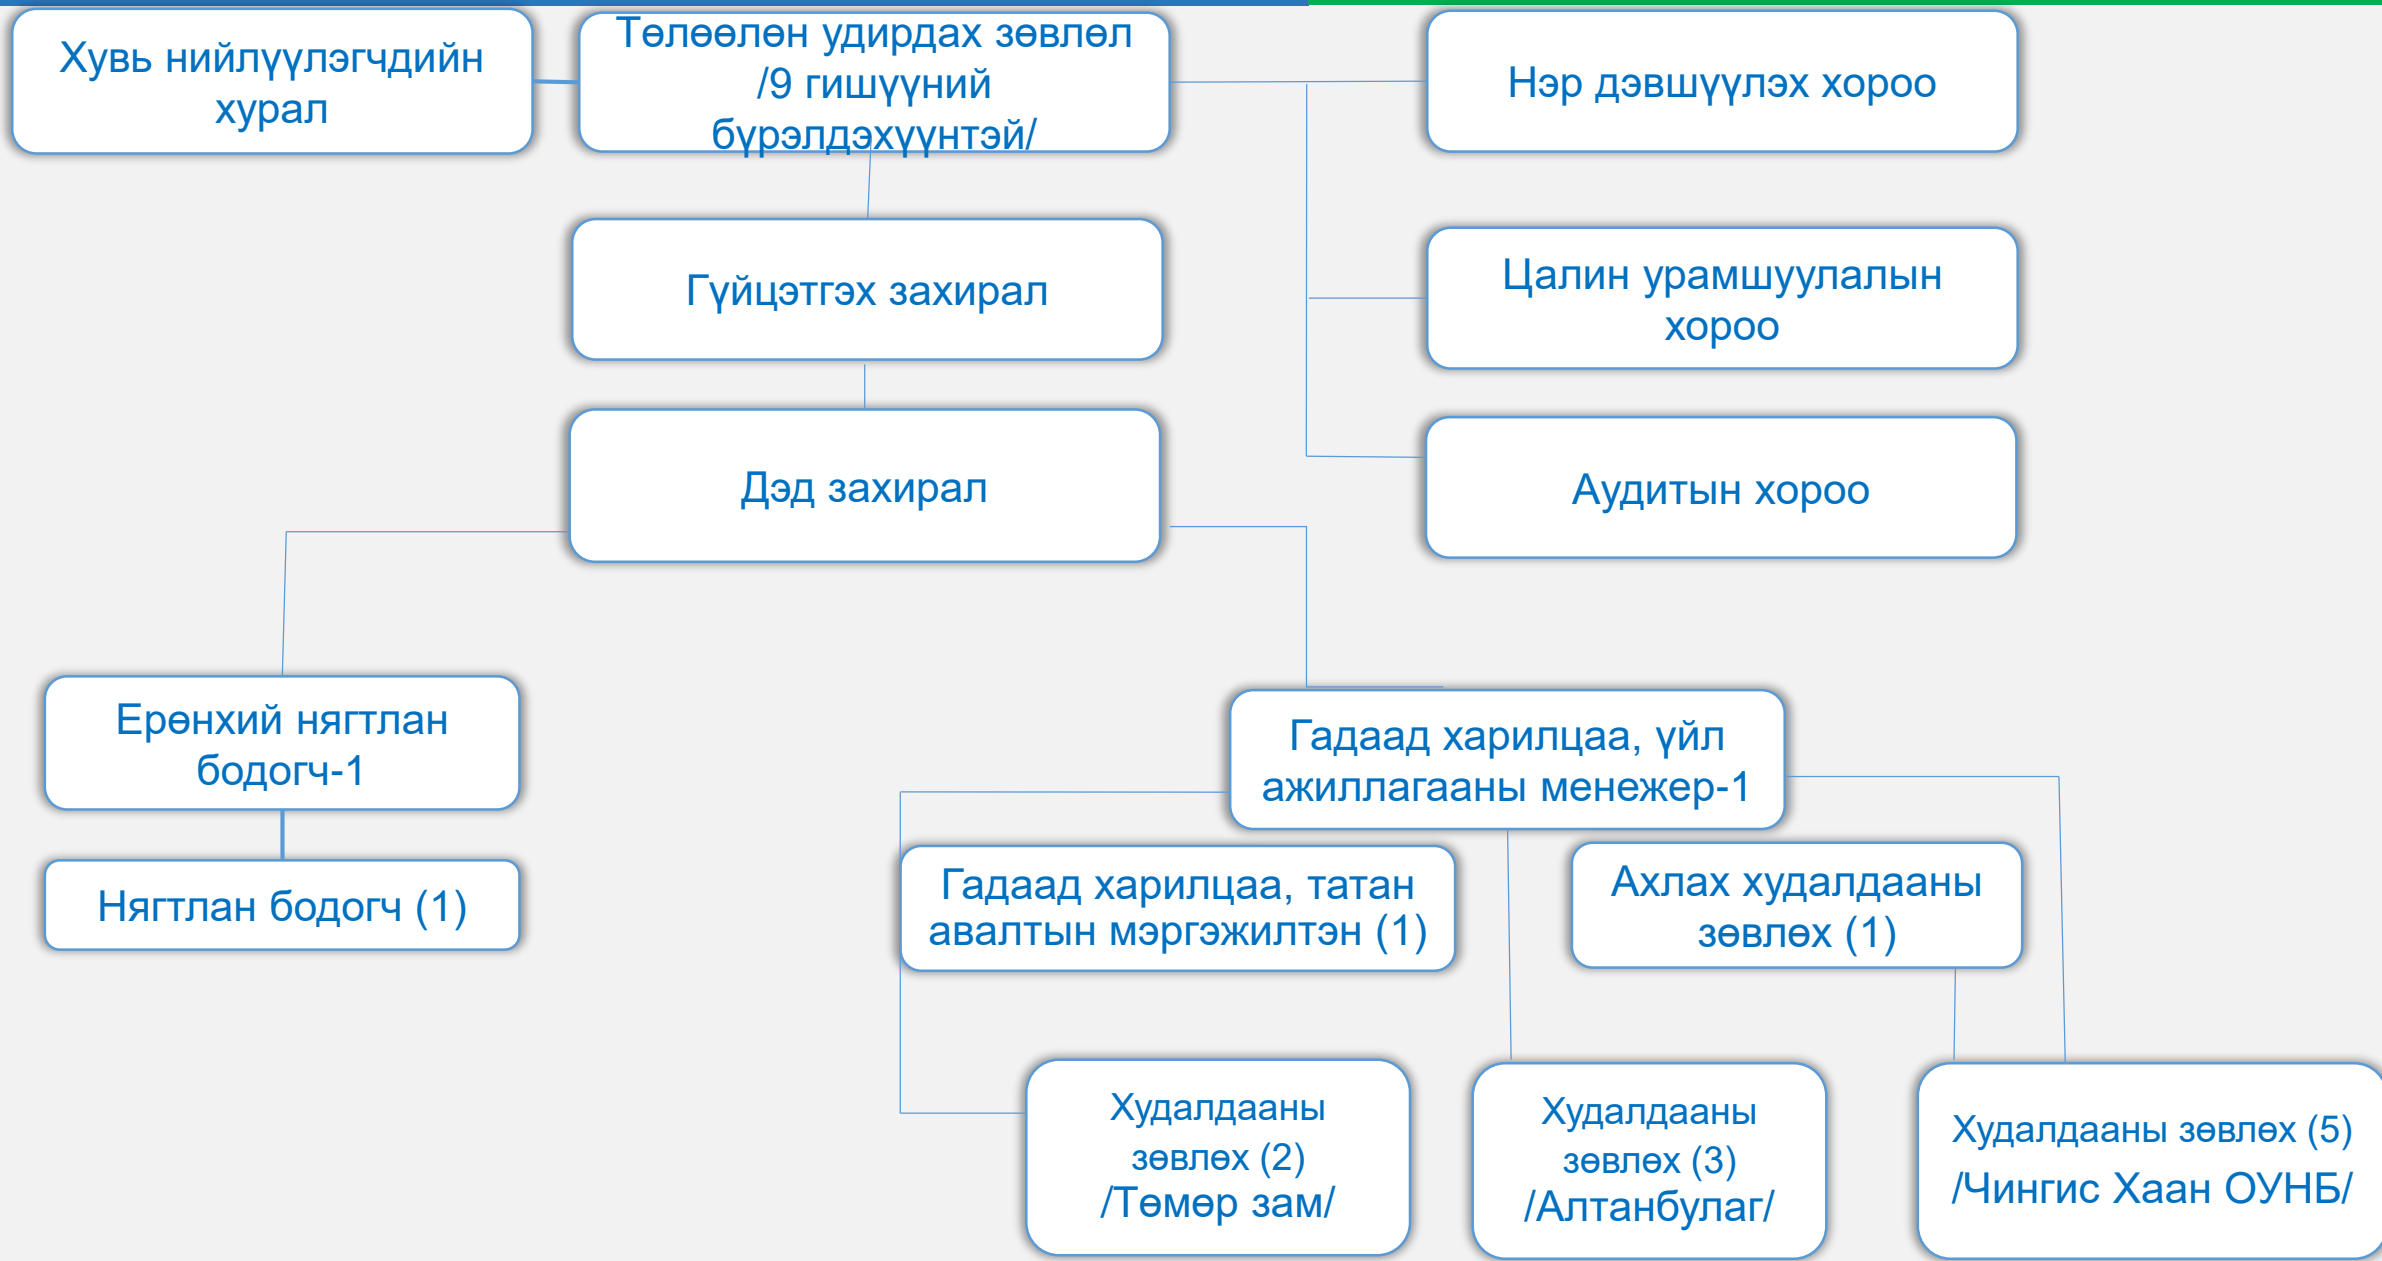 Хувь нийлүүлэгчдийн
хурал
Төлөөлөн удирдах зөвлөл
/9 гишүүний
бүрэлдэхүүнтэй/
Нэр дэвшүүлэх хороо
Гүйцэтгэх захирал
Цалин урамшуулалын
хороо
Дэд захирал
Аудитын хороо
Ерөнхий нягтлан
бодогч-1
Гадаад харилцаа, үйл
ажиллагааны менежер-1
Нягтлан бодогч (1)
Гадаад харилцаа, татан
авалтын мэргэжилтэн (1)
Ахлах худалдааны
зөвлөх (1)
Худалдааны
зөвлөх (2)
/Төмөр зам/
Худалдааны
зөвлөх (3)
/Алтанбулаг/
Худалдааны зөвлөх (5)
/Чингис Хаан ОУНБ/